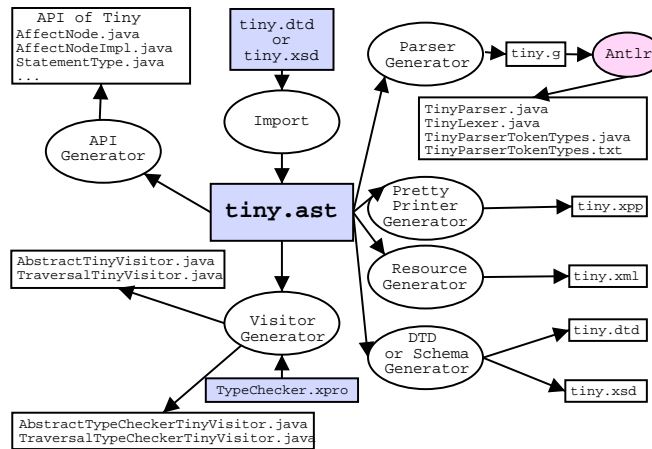 API of Tiny
AffectNode.java
AffectNodeImpl.java
StatementType.java
...
tiny.dtd
or
tiny.xsd
Parser
Generator
tiny.g
Antlr
TinyParser.java
TinyLexer.java
TinyParserTokenTypes.java
TinyParserTokenTypes.txt
Import
API
Generator
tiny.ast
Pretty
Printer
Generator
tiny.xpp
AbstractTinyVisitor.java
TraversalTinyVisitor.java
Resource
Generator
tiny.xml
Visitor
Generator
DTD
or Schema
Generator
tiny.dtd
tiny.xsd
TypeChecker.xpro
AbstractTypeCheckerTinyVisitor.java
TraversalTypeCheckerTinyVisitor.java